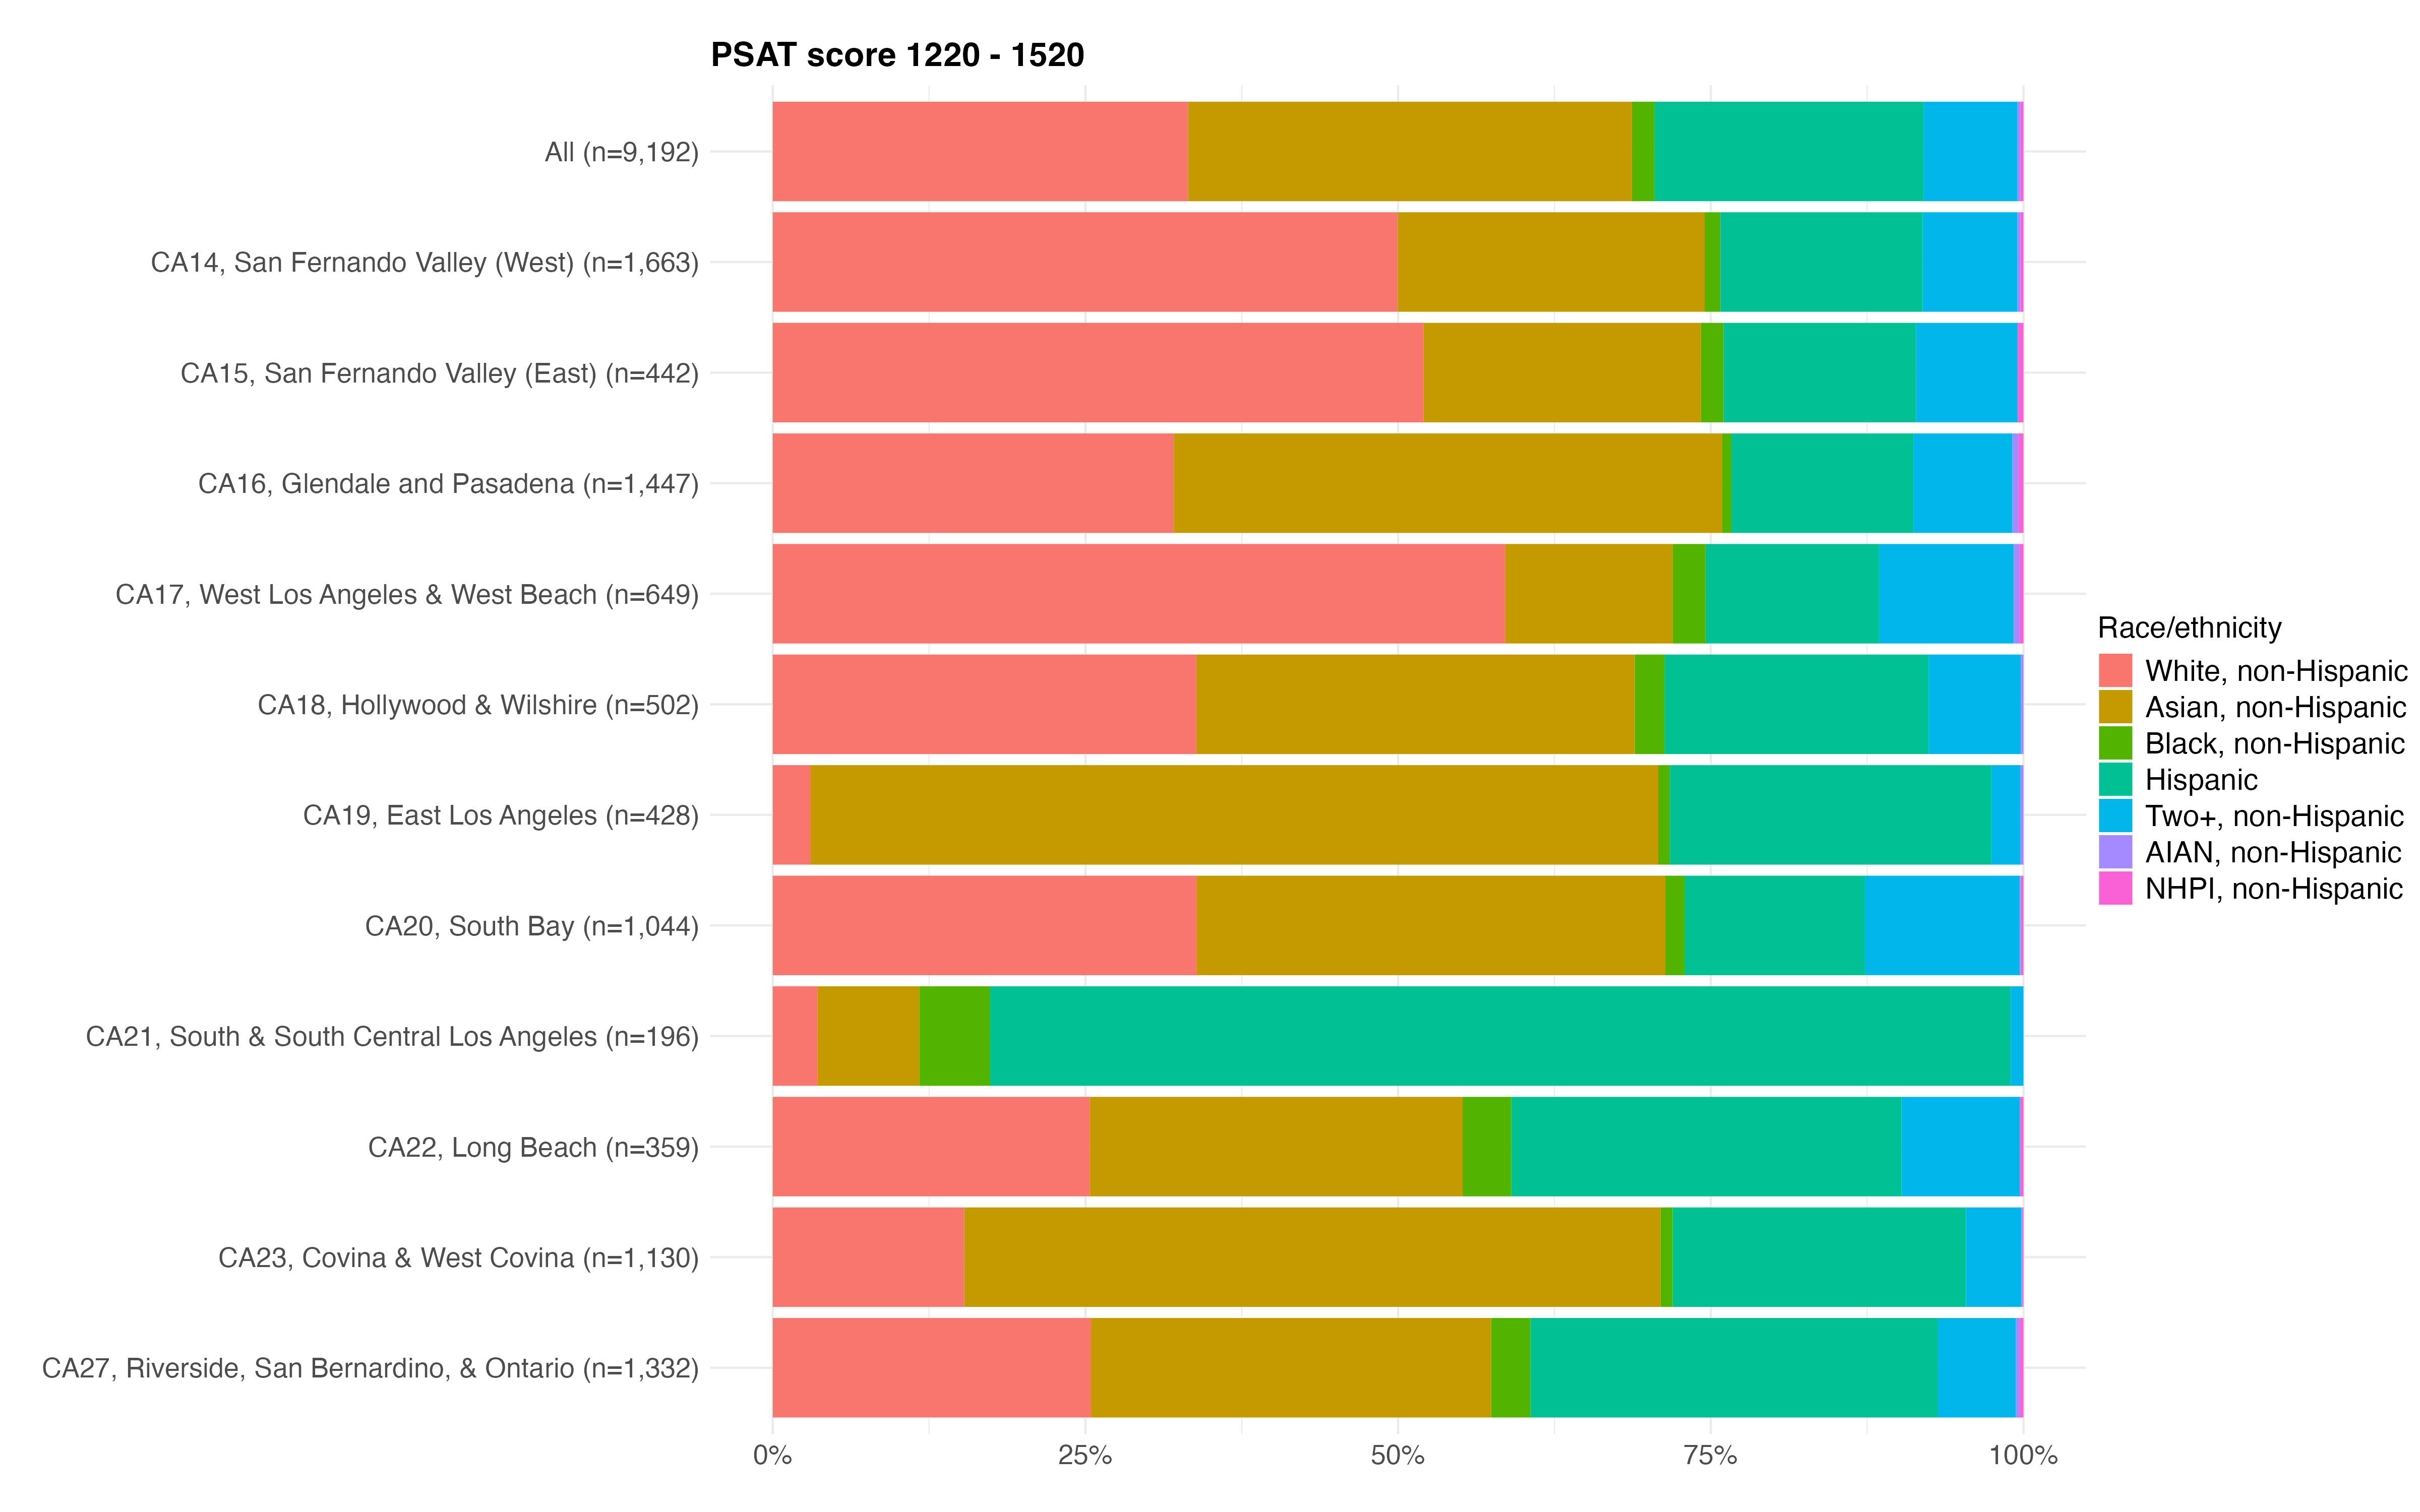 PSAT score 1220 - 1520
All (n=9,192)
CA14, San Fernando Valley (West) (n=1,663)
CA15, San Fernando Valley (East) (n=442)
CA16, Glendale and Pasadena (n=1,447)
CA17, West Los Angeles & West Beach (n=649)
CA18, Hollywood & Wilshire (n=502)
CA19, East Los Angeles (n=428)
CA20, South Bay (n=1,044)
CA21, South & South Central Los Angeles (n=196)
CA22, Long Beach (n=359)
CA23, Covina & West Covina (n=1,130)
CA27, Riverside, San Bernardino, & Ontario (n=1,332)
0% 25% 50% 75% 100%
Race/ethnicity
White, non-Hispanic
Asian, non-Hispanic
Black, non-Hispanic
Hispanic
Two+, non-Hispanic
AIAN, non-Hispanic
NHPI, non-Hispanic